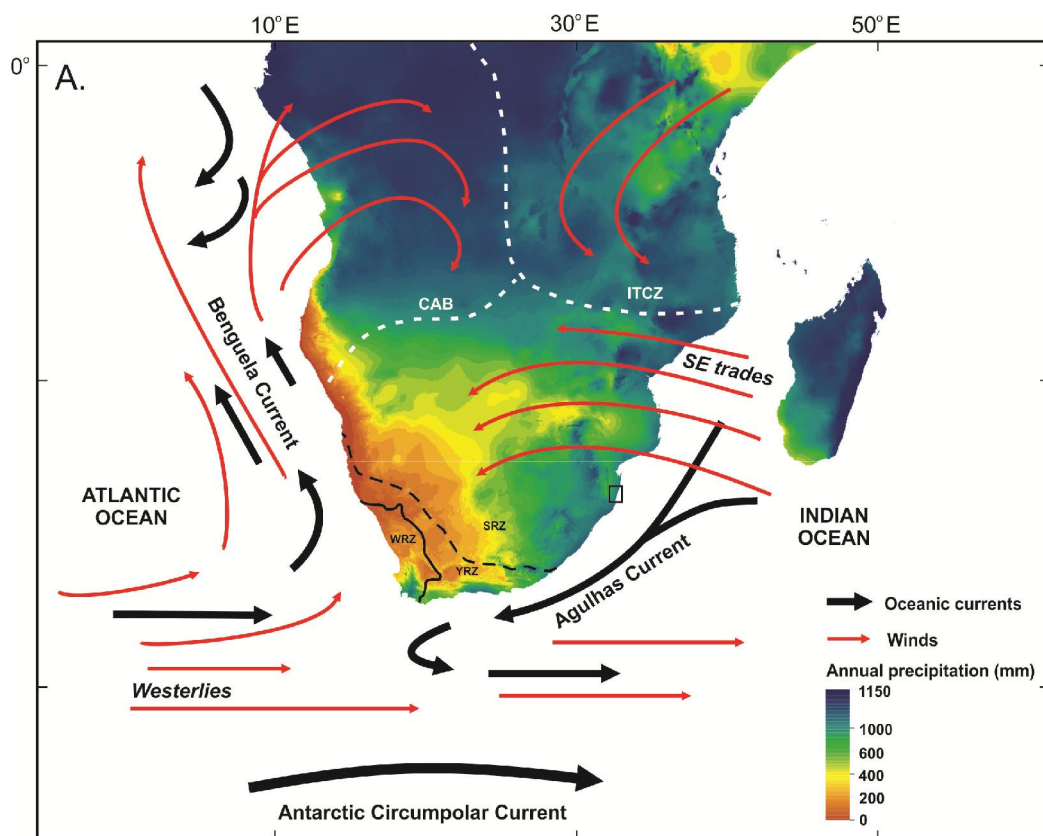 10°E 30°E 50°E
0°
A.
CAB
ITCZ
SE trades
Benguela Current
ATLANTIC
OCEAN
WRZ
SRZ
YRZ
INDIAN
OCEAN
Agulhas Current
Oceanic currents
Winds
Westerlies
Annual precipitation (mm)
1150
1000
600
400
200
0
Antarctic Circumpolar Current